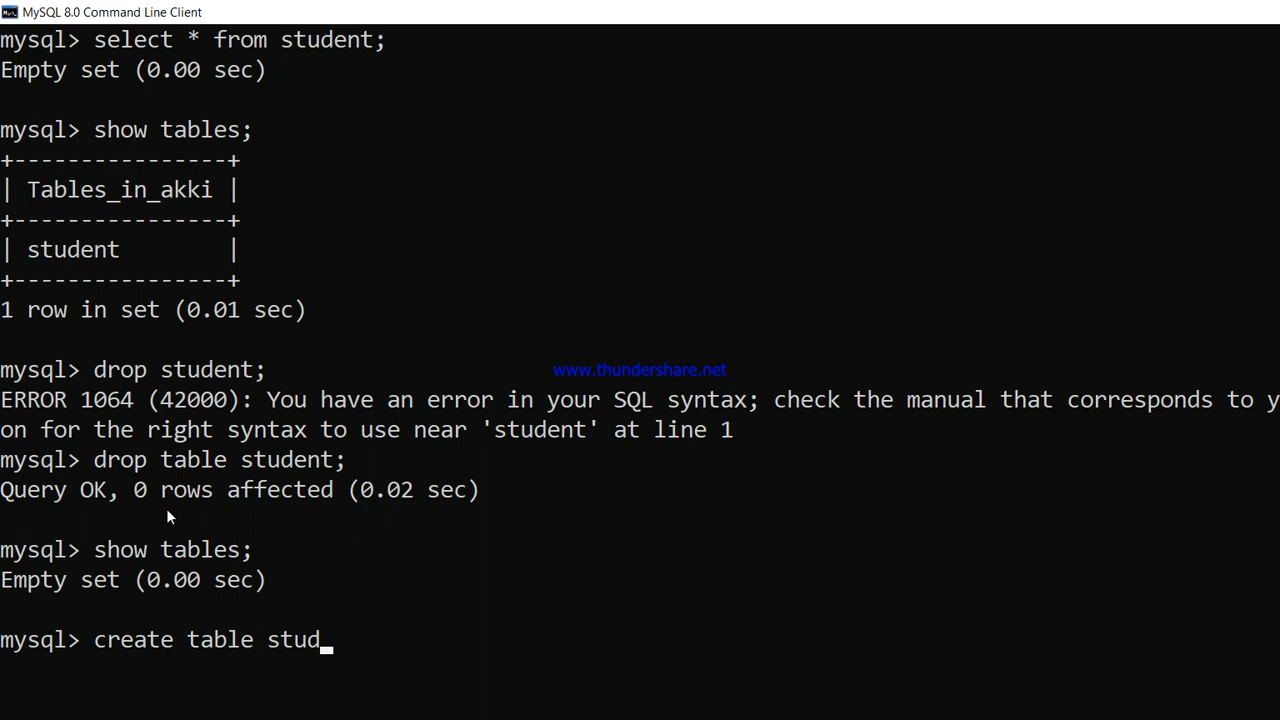 MySQL 8.0 Command Line Client
mysql> select * from student;
Empty set (0.00 sec)
mysql> show tables;
+----------------+
| Tables_in_akki |
+----------------+
| student        |
+----------------+
1 row in set (0.01 sec)
mysql> drop student;
www.thundershare.net
ERROR 1064 (42000): You have an error in your SQL syntax; check the manual that corresponds to y
on for the right syntax to use near 'student' at line 1
mysql> drop table student;
Query OK, 0 rows affected (0.02 sec)
mysql> show tables;
Empty set (0.00 sec)
mysql> create table stud